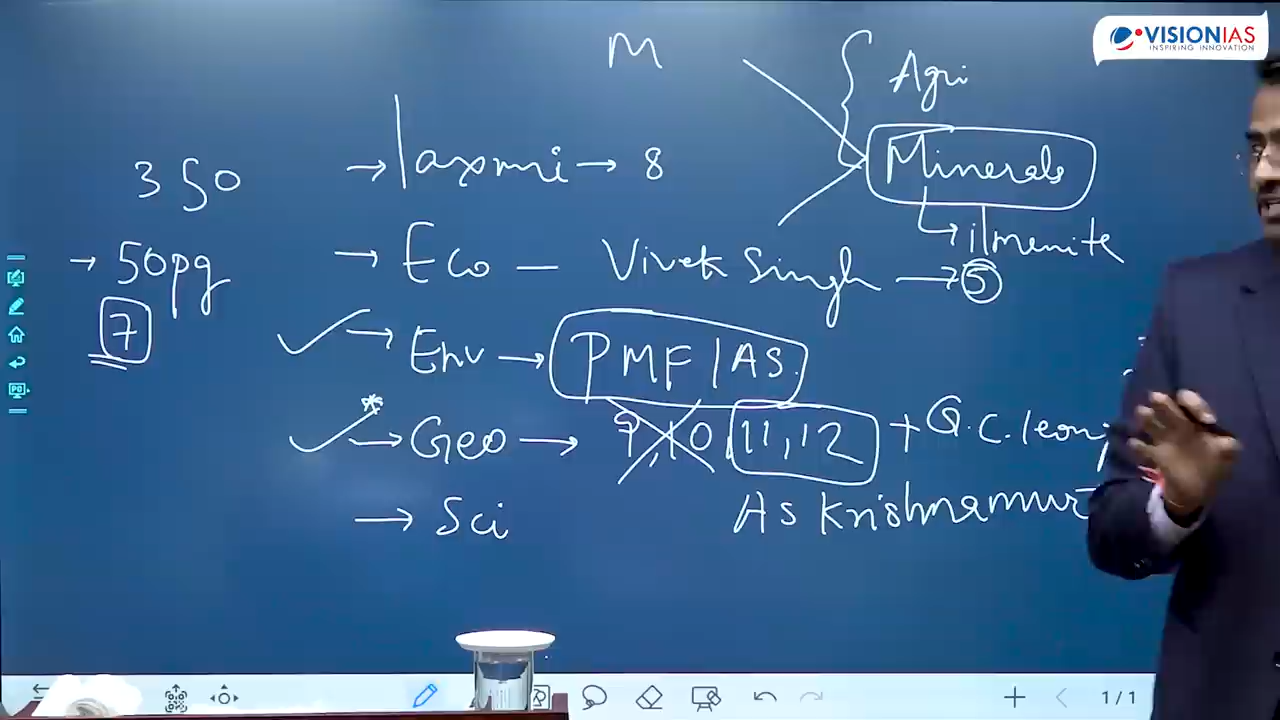 VISIONIAS
INSPIRING INNOVATION
M
Agri
350 → laxmi → 8
Minerals
→ ilmenite
→ 50pg
→ Eco — Vivek Singh → 5
7
→ Env → PMF IAS
→ Geo → 9,10, 11,12 + G.C. leon
→ Sci
As Krishnamur
1/1